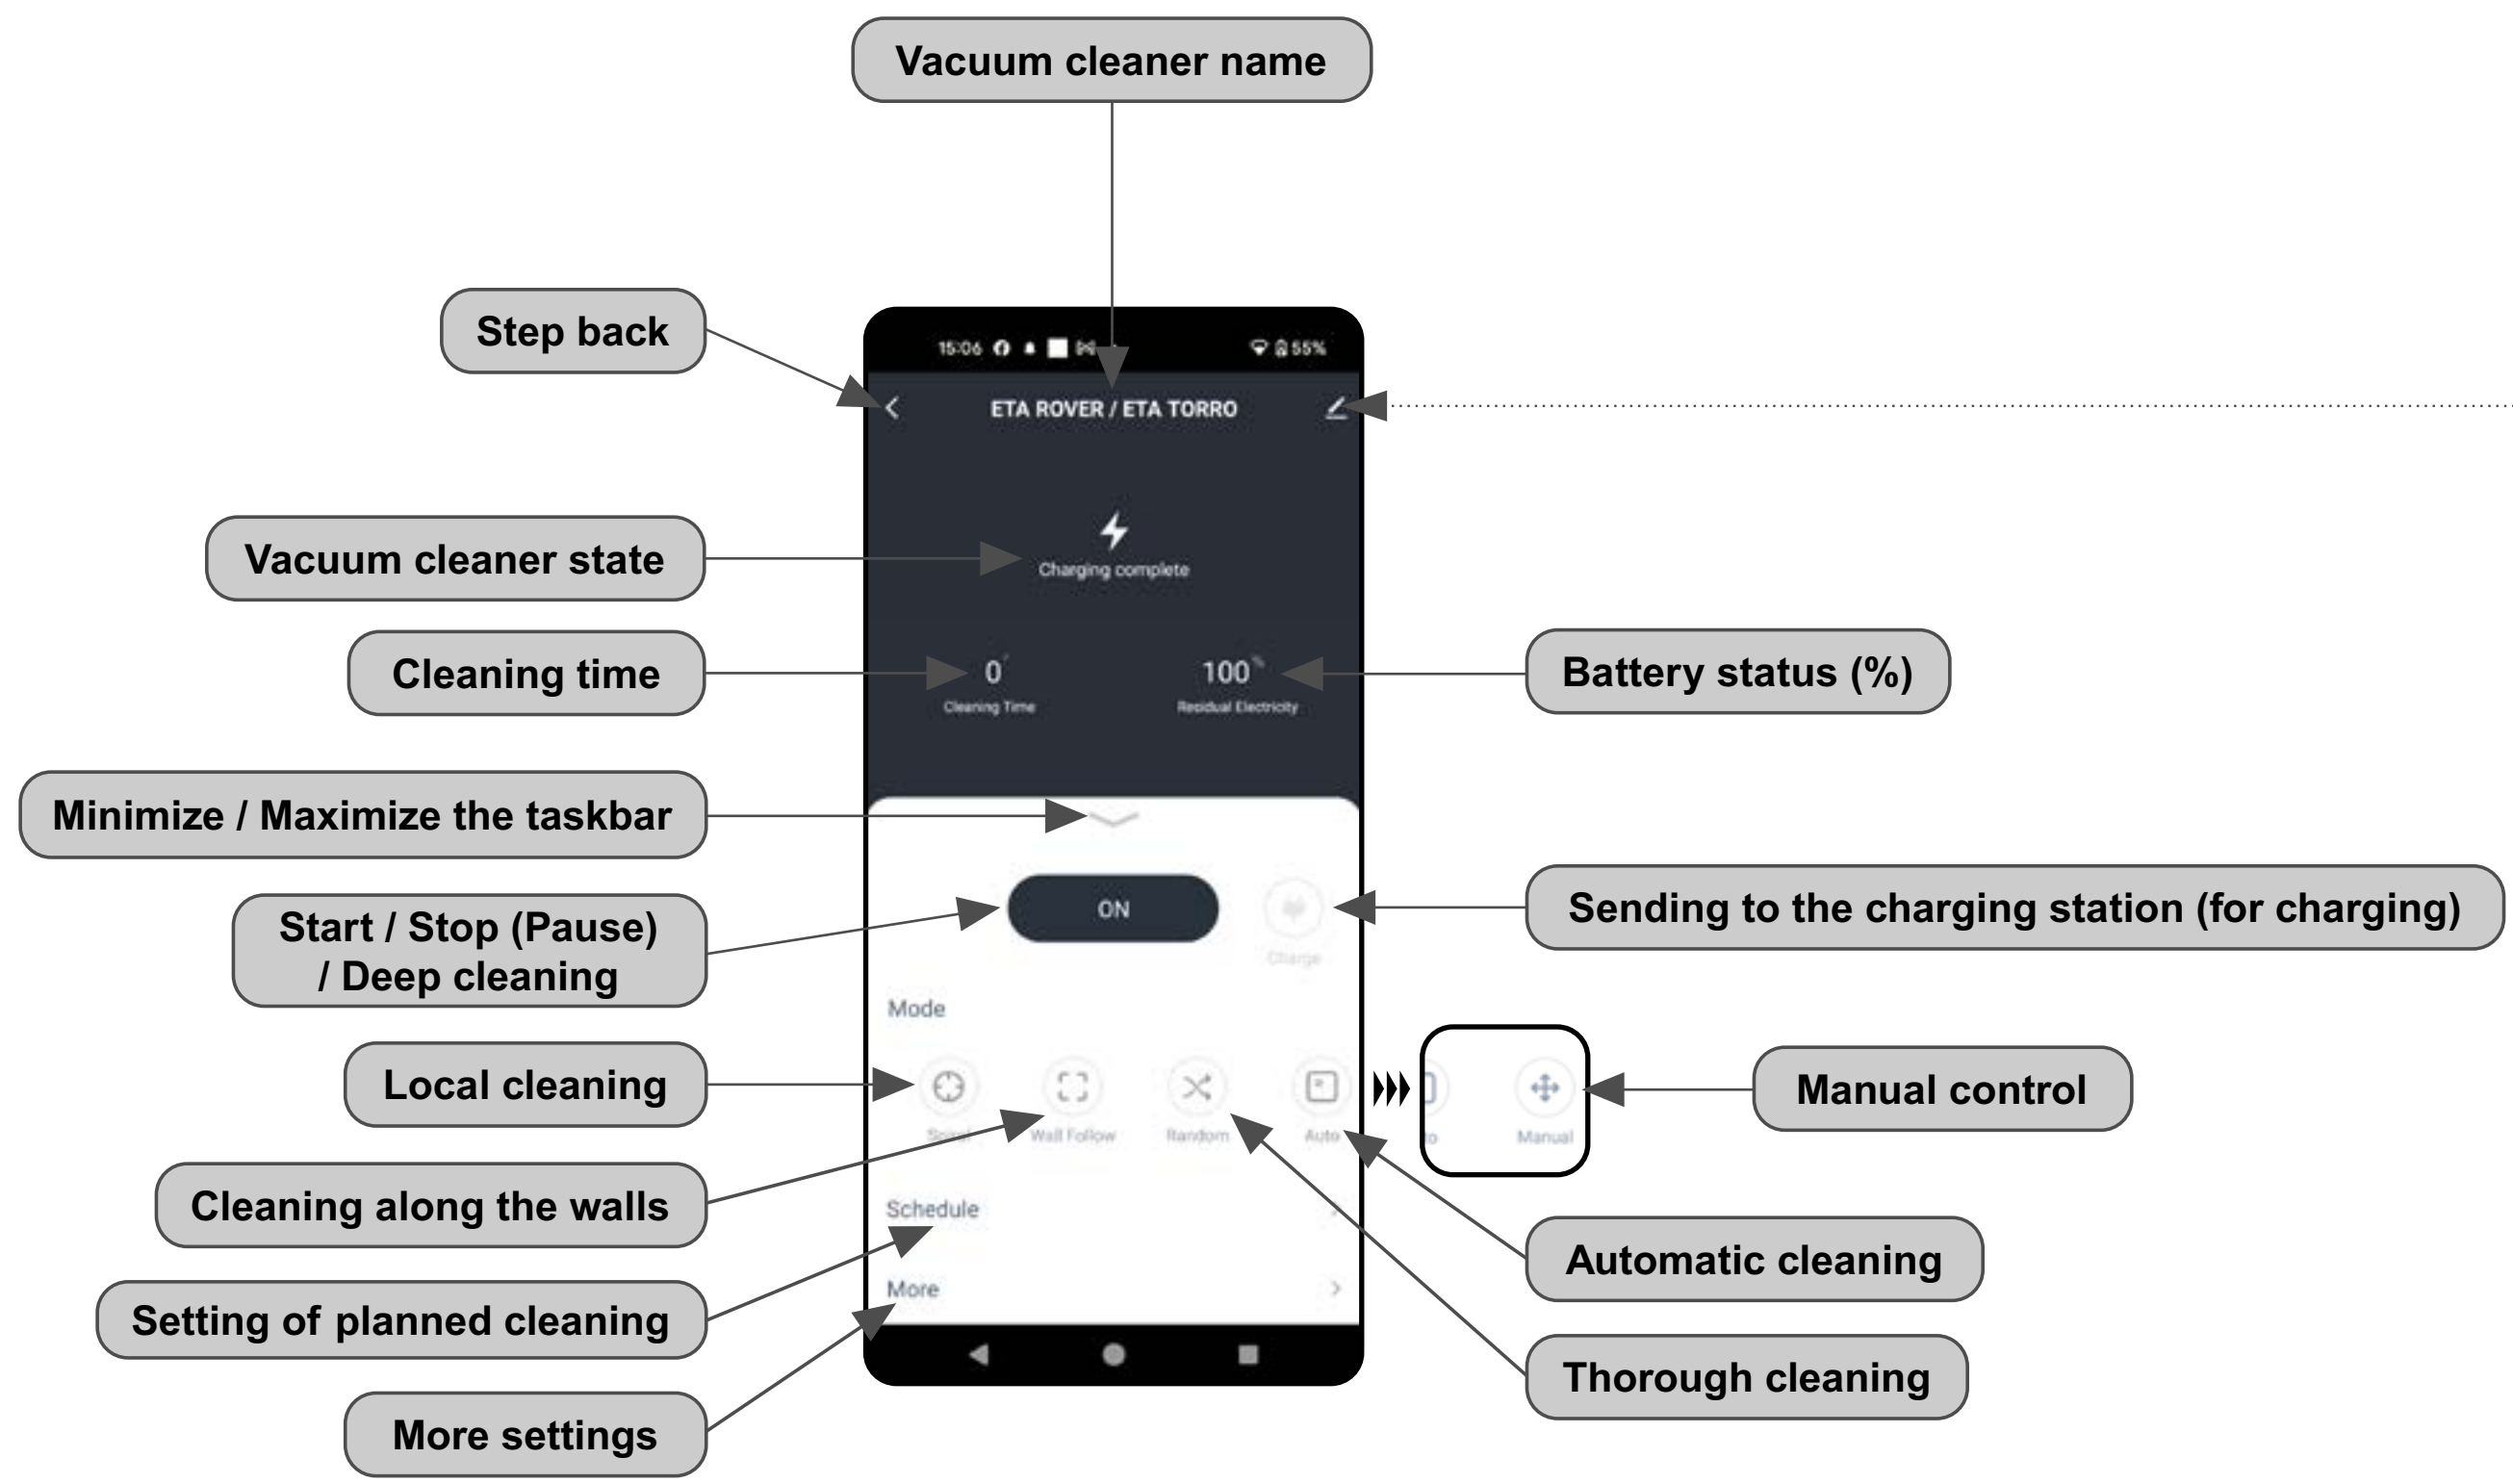 Vacuum cleaner name
Step back
15:06
55%
ETA ROVER / ETA TORRO
Vacuum cleaner state
Charging complete
Cleaning time
0
100 %
Battery status (%)
Cleaning Time
Residual Electricity
Minimize / Maximize the taskbar
Start / Stop (Pause)
/ Deep cleaning
ON
Sending to the charging station (for charging)
Charge
Mode
Local cleaning
Manual control
Spiral
Wall Follow
Random
Auto
to
Manual
Cleaning along the walls
Schedule
Automatic cleaning
Setting of planned cleaning
More
Thorough cleaning
More settings